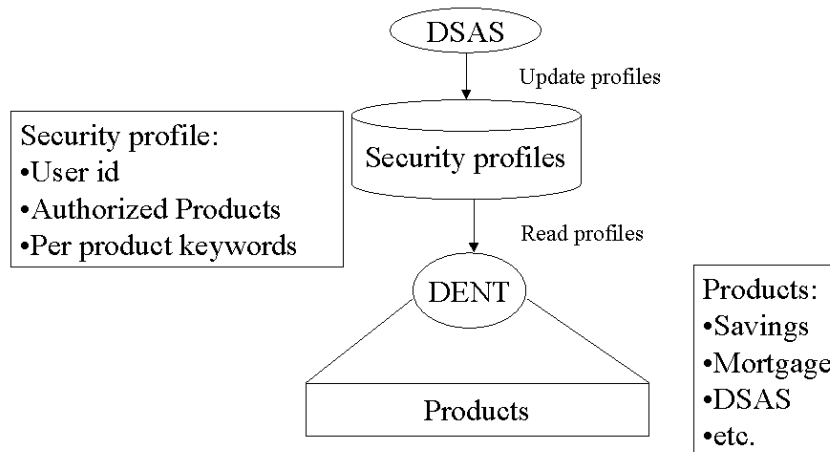 DSAS
Update profiles
Security profile:
•User id
•Authorized Products
•Per product keywords
Security profiles
Read profiles
DENT
Products:
•Savings
•Mortgage
•DSAS
•etc.
Products